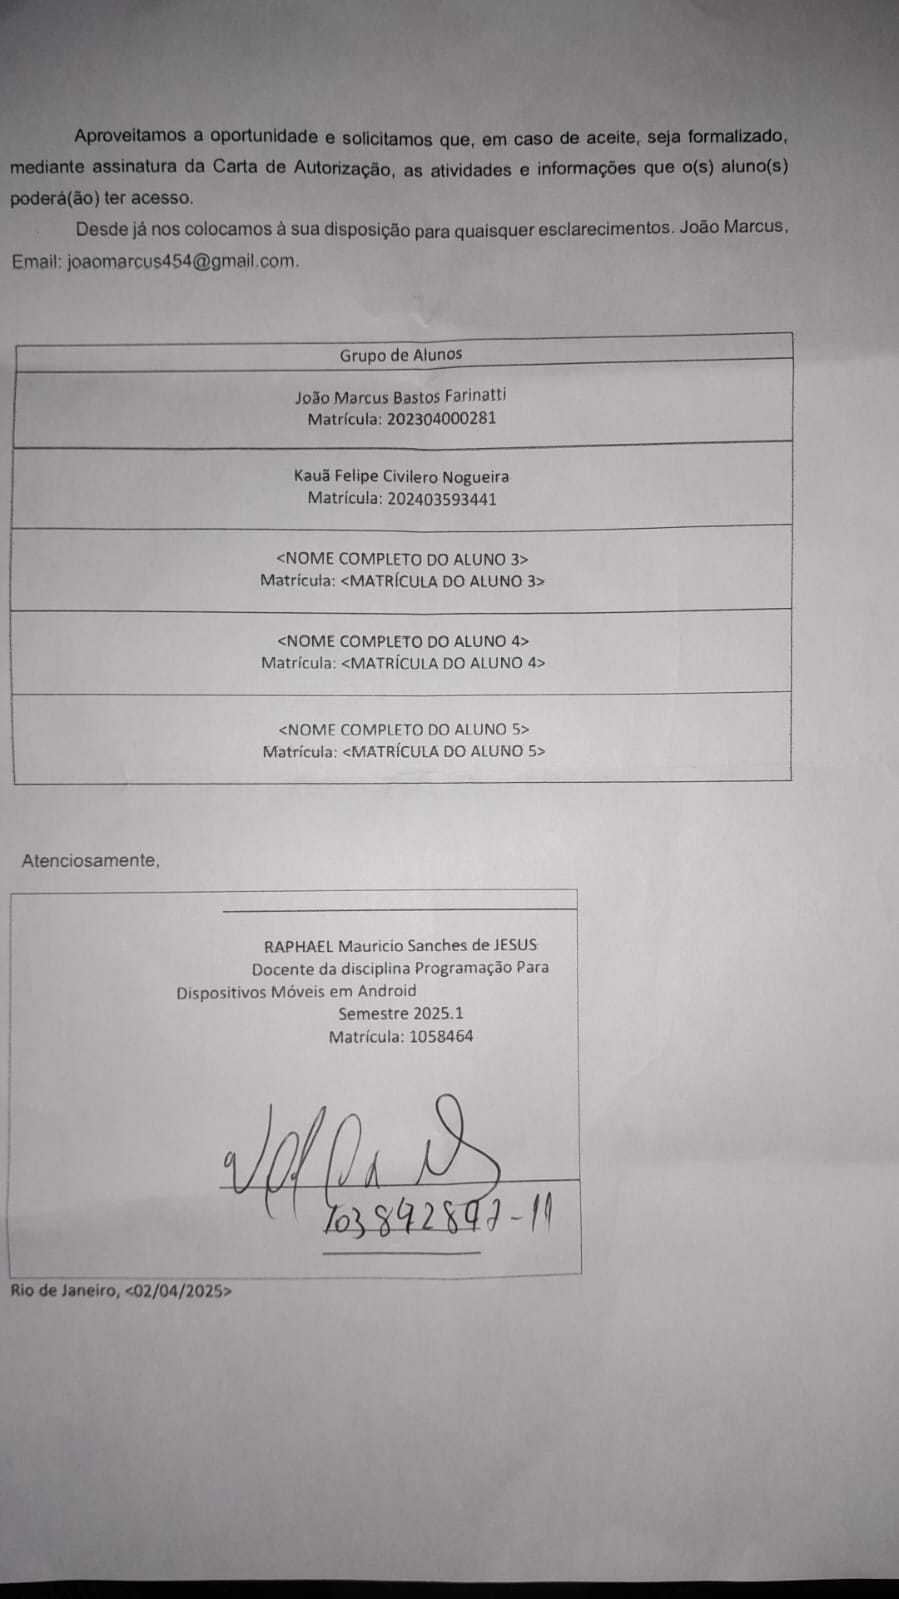 Aproveitamos a oportunidade e solicitamos que, em caso de aceite, seja formalizado,
mediante assinatura da Carta de Autorização, as atividades e informações que o(s) aluno(s)
poderá(ão) ter acesso.
Desde já nos colocamos à sua disposição para quaisquer esclarecimentos. João Marcus,
Email: joaomarcus454@gmail.com.
Grupo de Alunos
João Marcus Bastos Farinatti
Matrícula: 202304000281
Kauã Felipe Civilero Nogueira
Matrícula: 202403593441
<NOME COMPLETO DO ALUNO 3>
Matrícula: <MATRÍCULA DO ALUNO 3>
<NOME COMPLETO DO ALUNO 4>
Matrícula: <MATRÍCULA DO ALUNO 4>
<NOME COMPLETO DO ALUNO 5>
Matrícula: <MATRÍCULA DO ALUNO 5>
Atenciosamente,
RAPHAEL Mauricio Sanches de JESUS
Docente da disciplina Programação Para
Dispositivos Móveis em Android
Semestre 2025.1
Matrícula: 1058464
Rio de Janeiro, <02/04/2025>